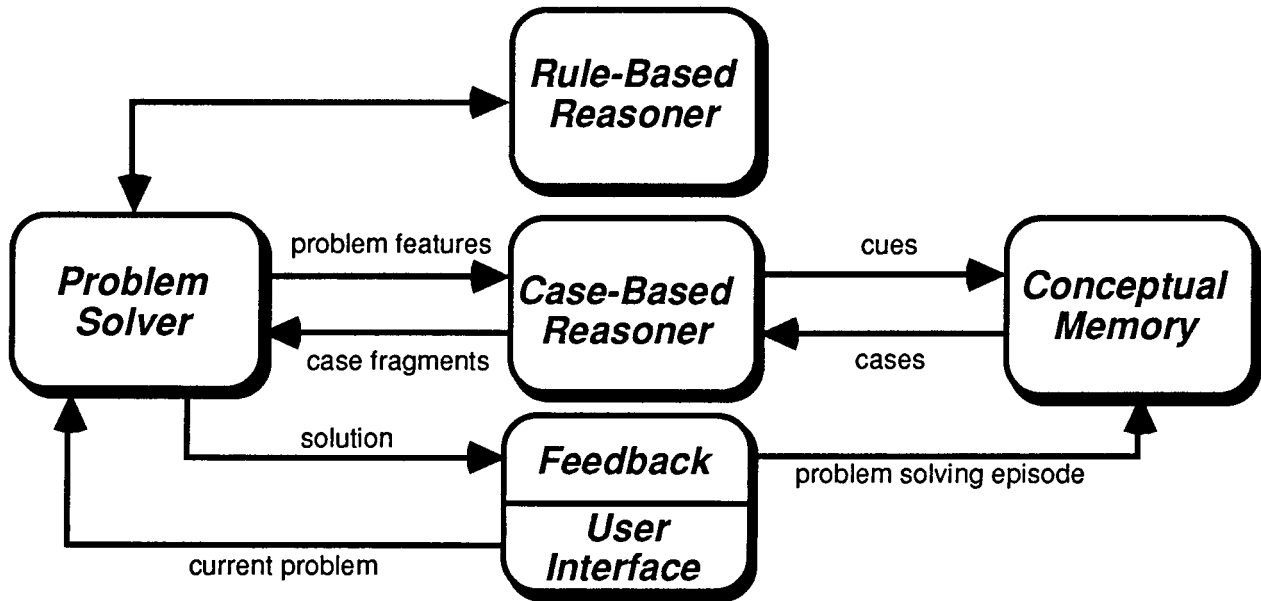 Rule-Based
Reasoner
problem features
cues
Problem
Solver
Case-Based
Reasoner
Conceptual
Memory
case fragments
cases
solution
Feedback
problem solving episode
User
Interface
current problem